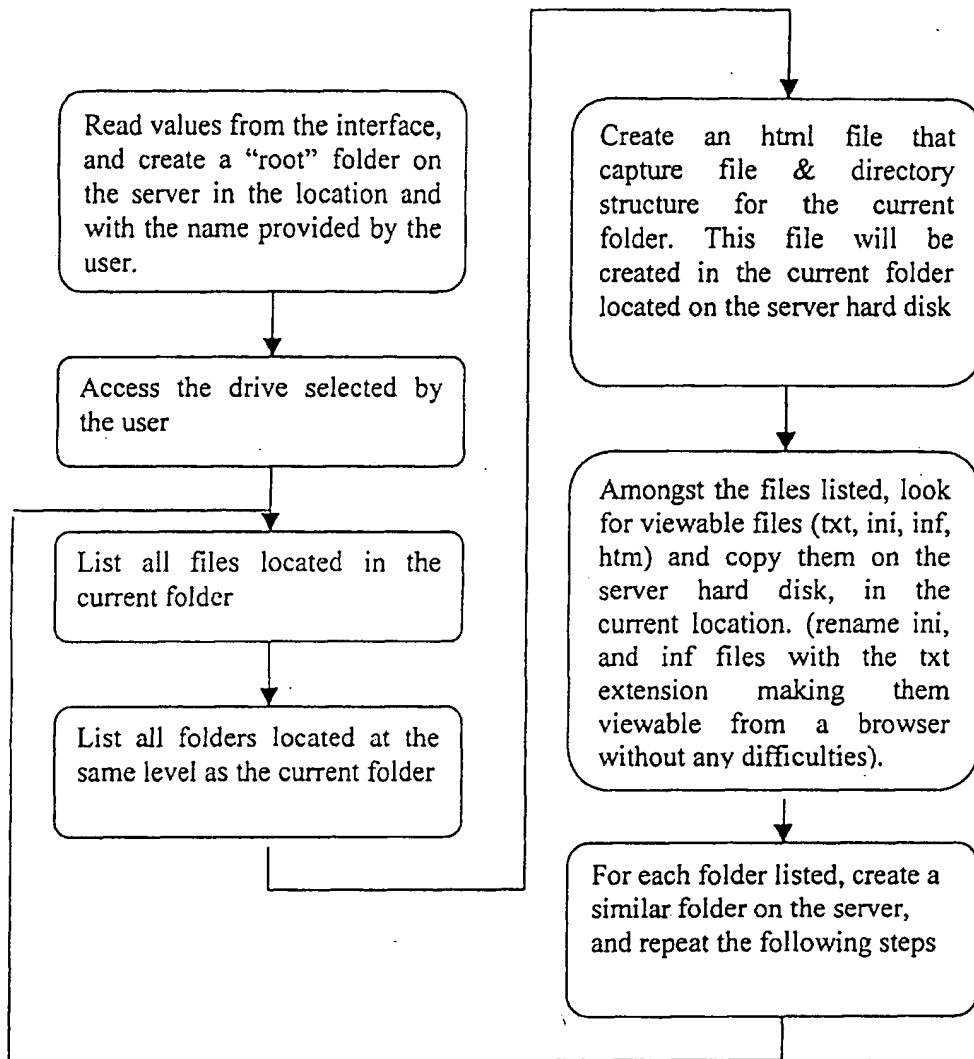 Read values from the interface,
and create a “root” folder on
the server in the location and
with the name provided by the
user.
Access the drive selected by
the user
List all files located in the
current folder
List all folders located at the
same level as the current folder
Create an html file that
capture file & directory
structure for the current
folder. This file will be
created in the current folder
located on the server hard disk
Amongst the files listed, look
for viewable files (txt, ini, inf,
htm) and copy them on the
server hard disk, in the
current location. (rename ini,
and inf files with the txt
extension making them
viewable from a browser
without any difficulties).
For each folder listed, create a
similar folder on the server,
and repeat the following steps